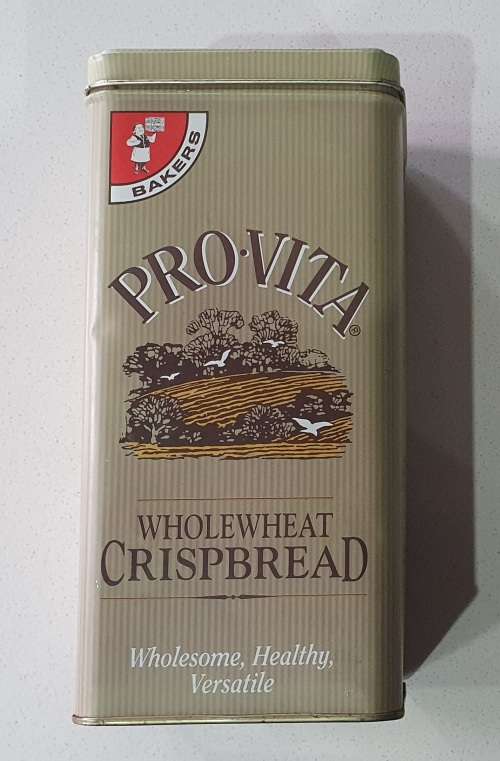 BAKERS
PRO·VITA®
WHOLEWHEAT
CRISPBREAD
Wholesome, Healthy,
Versatile